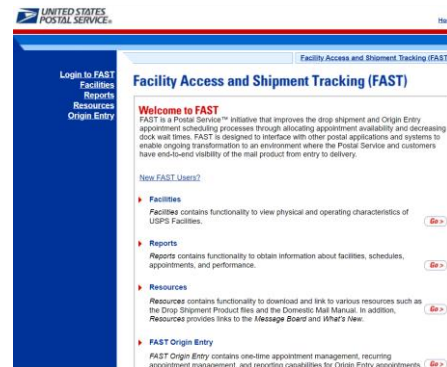 UNITED STATES
POSTAL SERVICE®
Facility Access and Shipment Tracking (FAST
Login to FAST
Facilities
Reports
Resources
Origin Entry
Facility Access and Shipment Tracking (FAST)
Welcome to FAST
FAST is a Postal Service™ Initiative that improves the drop shipment and Origin Entry
appointment scheduling processes through allocating appointment availability and decreasing
dock wait times. FAST is designed to interface with other postal applications and systems to
enable ongoing transformation to an environment where the Postal Service and customers
have end-to-end visibility of the mail product from entry to delivery.
New FAST Users?
Facilities
Facilities contains functionality to view physical and operating characteristics of
USPS Facilities.
Go >
Reports
Reports contains functionality to obtain information about facilities, schedules,
appointments, and performance.
Go >
Resources
Resources contains functionality to download and link to various resources such as
the Drop Shipment Product files and the Domestic Mail Manual. In addition,
Resources provides links to the Message Board and What's New.
Go >
FAST Origin Entry
FAST Origin Entry contains one-time appointment management, recurring
appointment management, and reporting capabilities for Origin Entry appointments
Go >